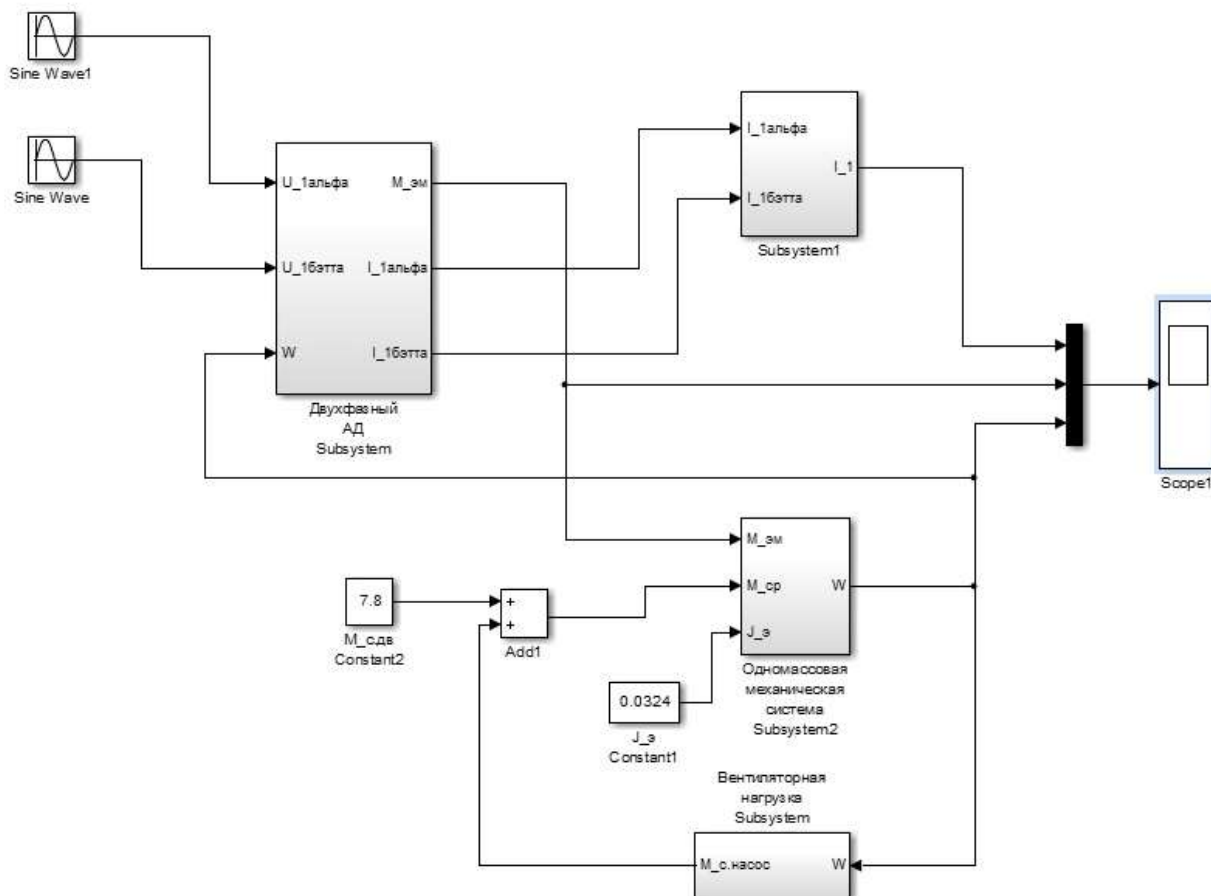 Sine Wave1
Sine Wave
U_1альфа
M_эм
U_1бэтта
I_1альфа
W
I_1бэтта
Двухфазный
АД
Subsystem
I_1альфа
I_1
I_1бэтта
Subsystem1
Scope1
M_эм
M_ср
W
J_э
Одномассовая
механическая
система
Subsystem2
7.8
M_с.дв
Constant2
+
+
Add1
0.0324
J_э
Constant1
Вентиляторная
нагрузка
Subsystem
M_с.насос
W